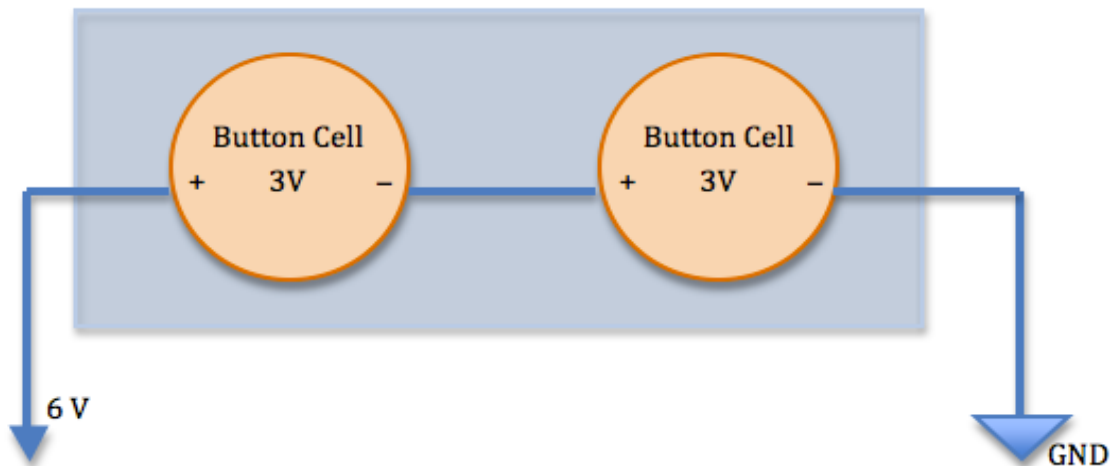 Button Cell
+ 3V –
Button Cell
+ 3V –
6 V
GND